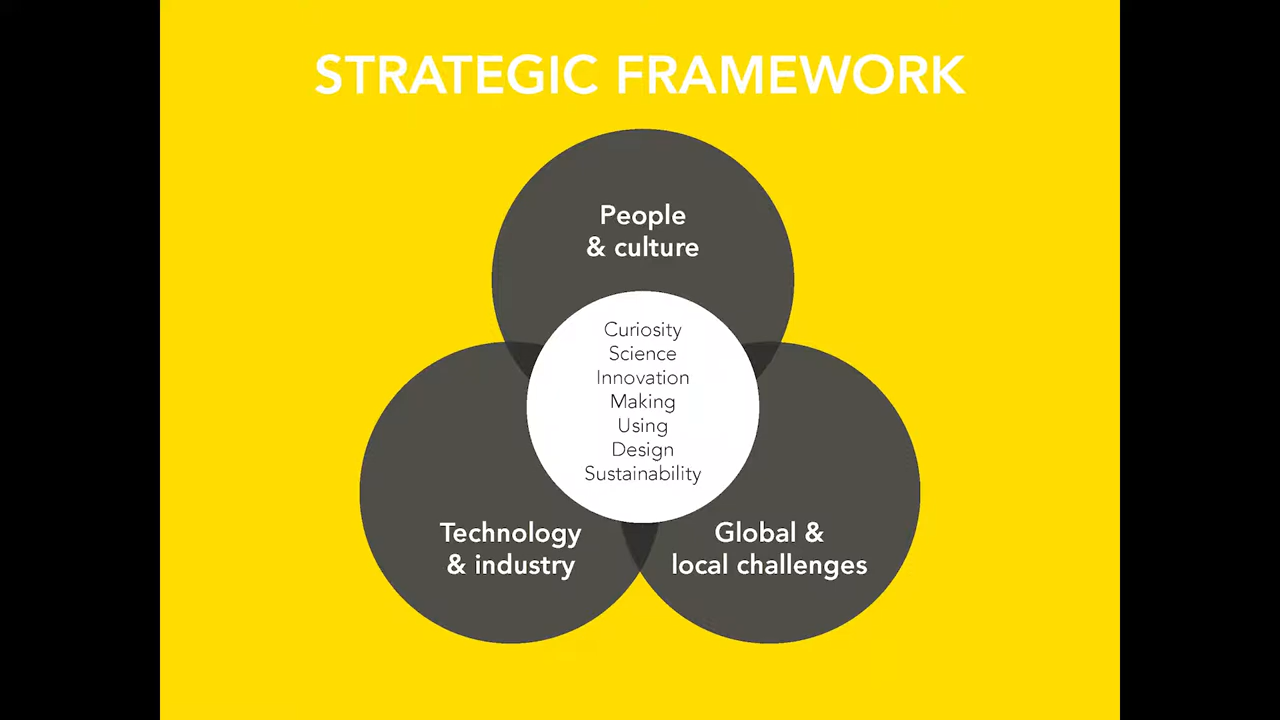 STRATEGIC FRAMEWORK
People
& culture
Curiosity
Science
Innovation
Making
Using
Design
Sustainability
Technology
& industry
Global &
local challenges